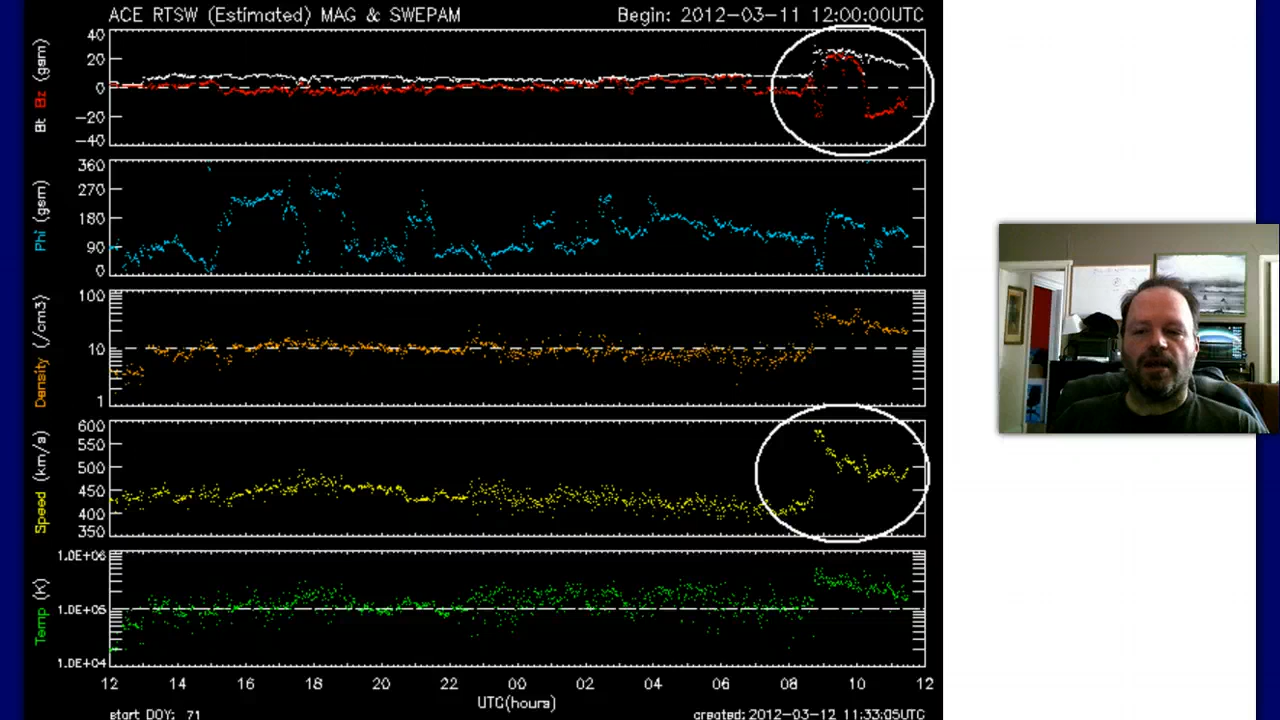 ACE RTSW (Estimated) MAG & SWEPAM
Begin: 2012-03-11 12:00:00UTC
Bt Bz (gsm)
40
20
0
-20
-40
Phi (gsm)
360
270
180
90
0
Density (/cm3)
100
10
1
Speed (km/s)
600
550
500
450
400
350
Temp (K)
1.0E+06
1.0E+05
1.0E+04
12 14 16 18 20 22 00 02 04 06 08 10 12
UTC(hours)
start DOY: 71
created: 2012-03-12 11:33:05UTC